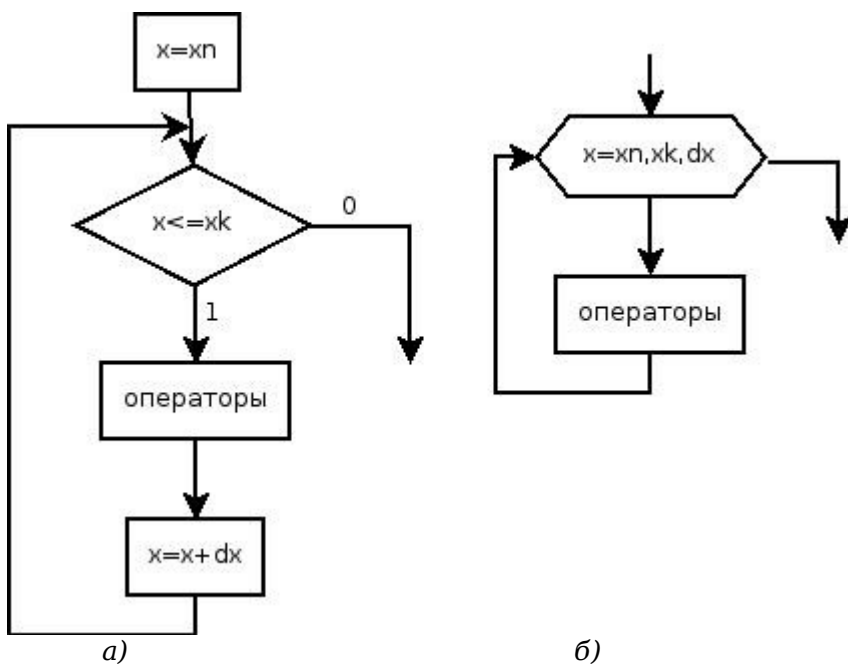 x=xn
x<=xk
0
1
операторы
x=x+dx
а)
x=xn,xk,dx
операторы
б)